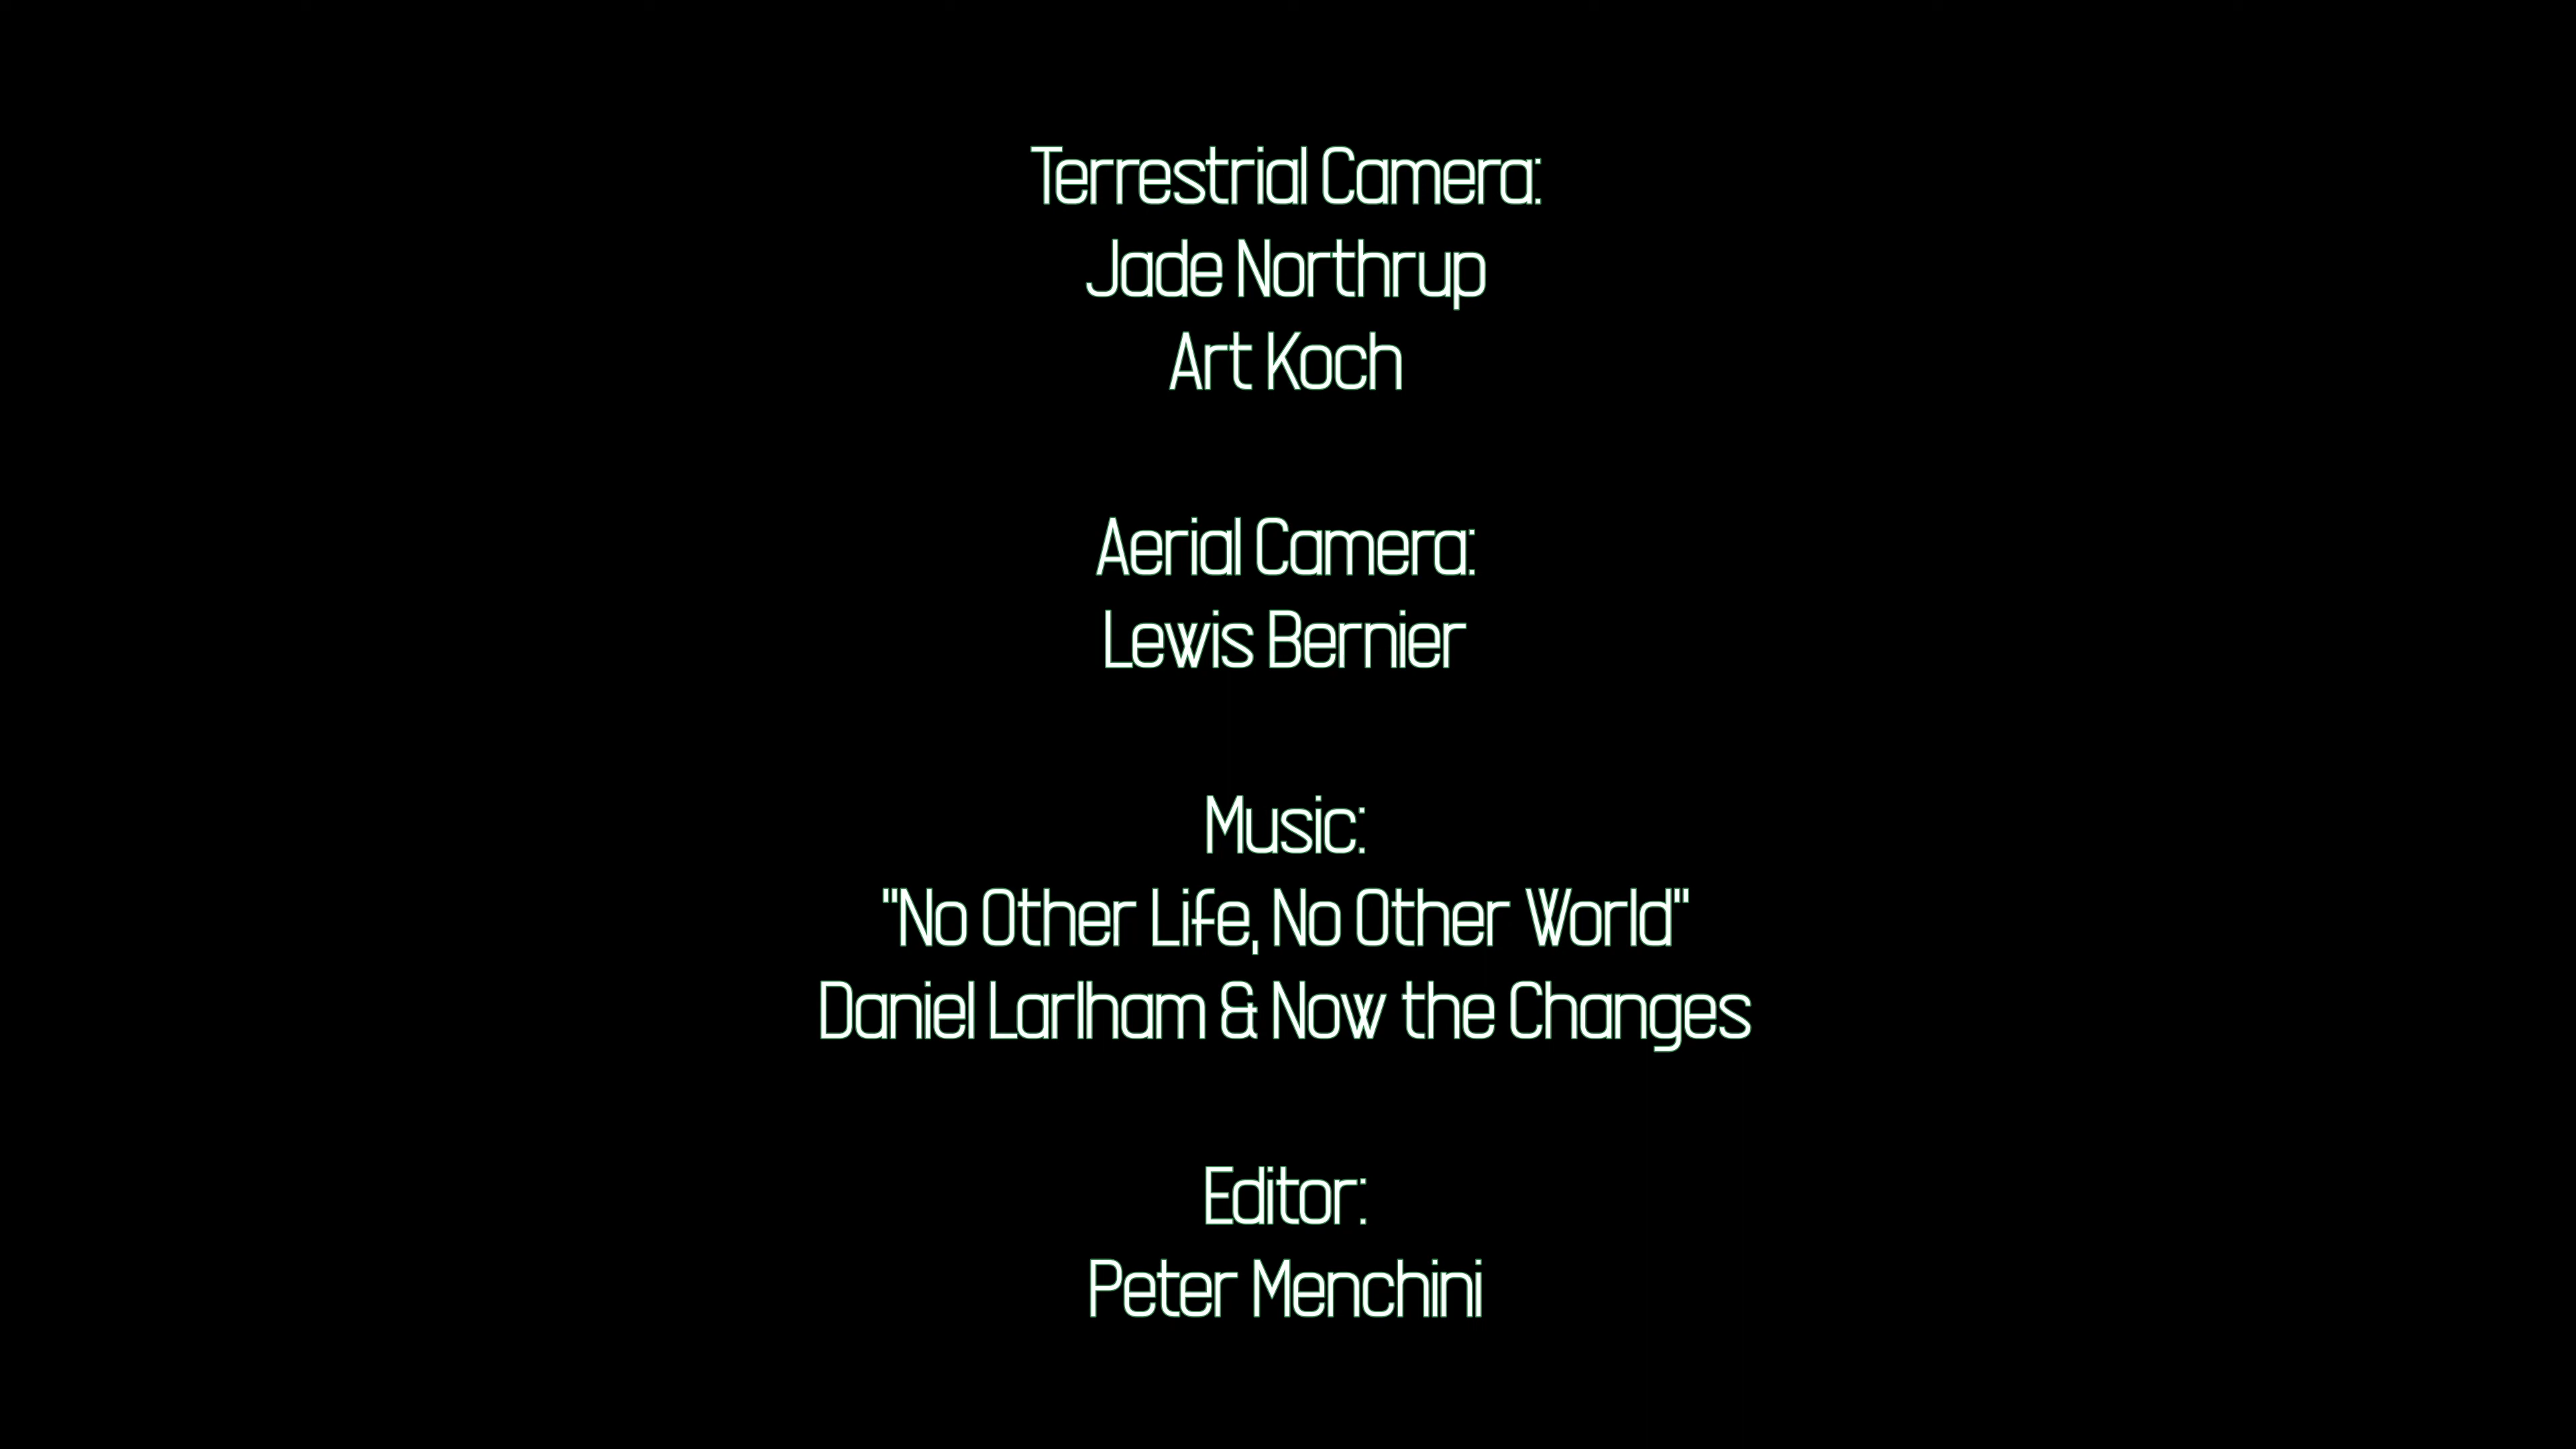 Terrestrial Camera:
Jade Northrup
Art Koch
Aerial Camera:
Lewis Bernier
Music:
"No Other Life, No Other World"
Daniel Larlham & Now the Changes
Editor:
Peter Menchini